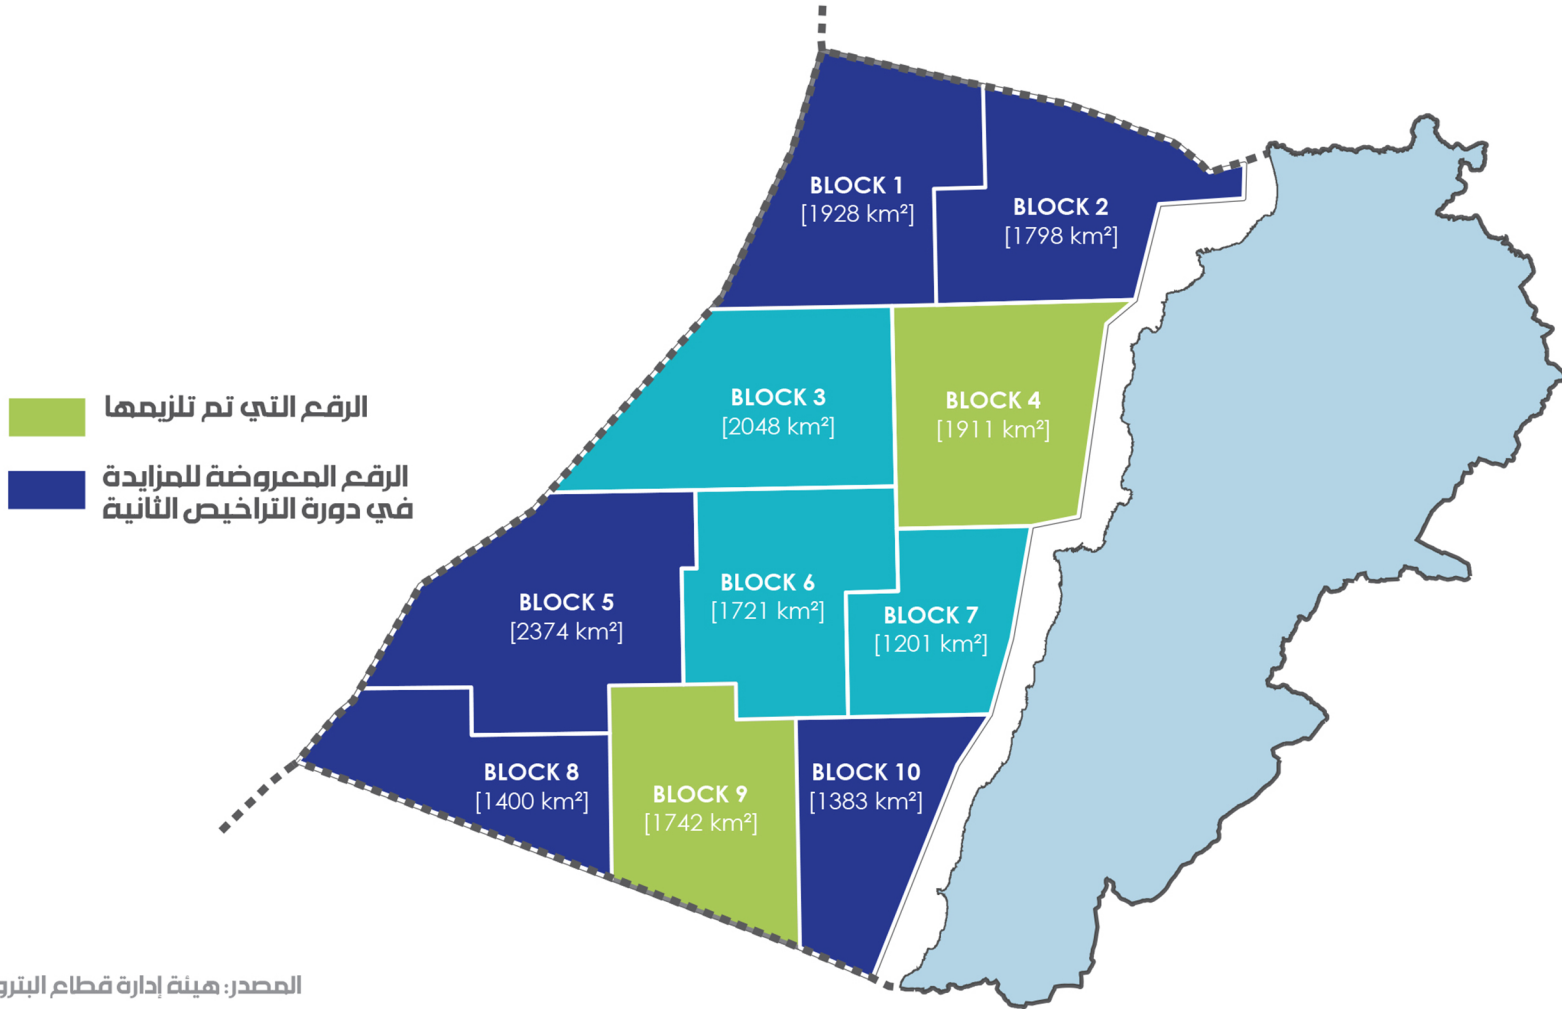 BLOCK 1
[1928 km²]
BLOCK 2
[1798 km²]
BLOCK 3
[2048 km²]
BLOCK 4
[1911 km²]
الرقع التي تم تلزيمها
الرقع المعروضة للمزايدة
في دورة التراخيص الثانية
BLOCK 5
[2374 km²]
BLOCK 6
[1721 km²]
BLOCK 7
[1201 km²]
BLOCK 8
[1400 km²]
BLOCK 9
[1742 km²]
BLOCK 10
[1383 km²]
المصدر: هيئة إدارة قطاع البترو